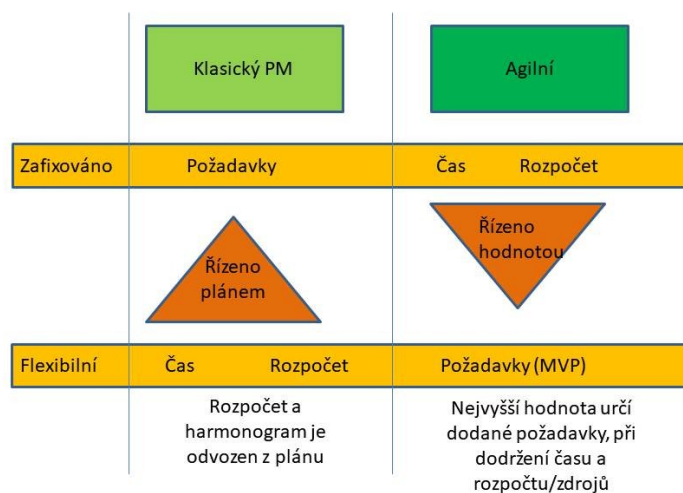 Klasický PM
Agilní
Zafixováno
Požadavky
Čas
Rozpočet
Řízeno
plánem
Řízeno
hodnotou
Flexibilní
Čas
Rozpočet
Požadavky (MVP)
Rozpočet a
harmonogram je
odvozen z plánu
Nejvyšší hodnota určí
dodané požadavky, při
dodržení času a
rozpočtu/zdrojů